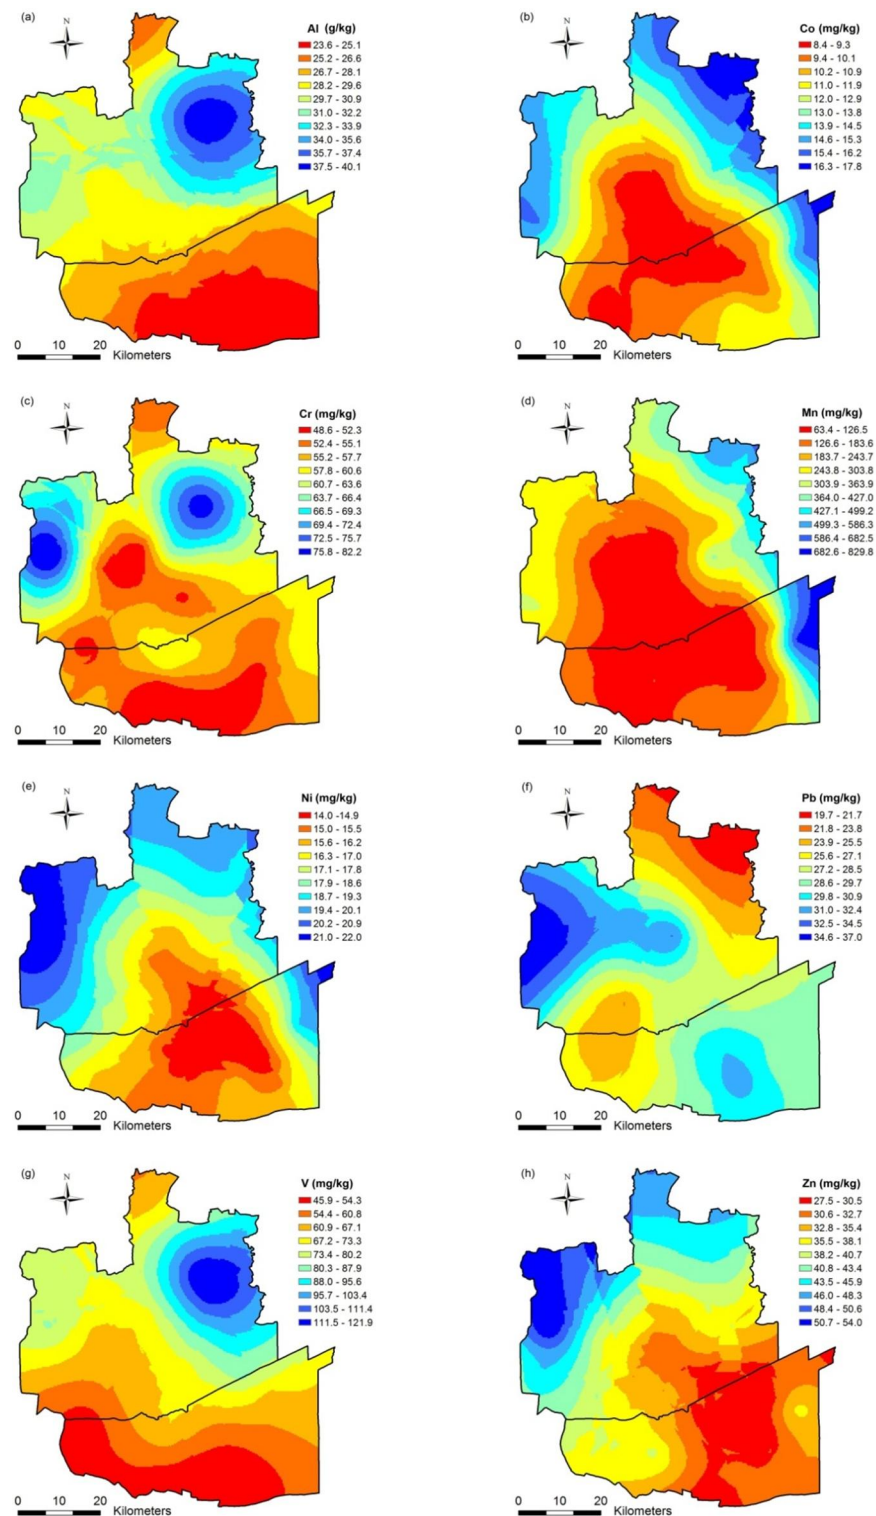 (a)
N
Al (g/kg)
23.6 - 25.1
25.2 - 26.6
26.7 - 28.1
28.2 - 29.6
29.7 - 30.9
31.0 - 32.2
32.3 - 33.9
34.0 - 35.6
35.7 - 37.4
37.5 - 40.1
0 10 20
Kilometers
(b)
N
Co (mg/kg)
8.4 - 9.3
9.4 - 10.1
10.2 - 10.9
11.0 - 11.9
12.0 - 12.9
13.0 - 13.8
13.9 - 14.5
14.6 - 15.3
15.4 - 16.2
16.3 - 17.8
0 10 20
Kilometers
(c)
N
Cr (mg/kg)
48.6 - 52.3
52.4 - 55.1
55.2 - 57.7
57.8 - 60.6
60.7 - 63.6
63.7 - 66.4
66.5 - 69.3
69.4 - 72.4
72.5 - 75.7
75.8 - 82.2
0 10 20
Kilometers
(d)
N
Mn (mg/kg)
63.4 - 126.5
126.6 - 183.6
183.7 - 243.7
243.8 - 303.8
303.9 - 363.9
364.0 - 427.0
427.1 - 499.2
499.3 - 586.3
586.4 - 682.5
682.6 - 829.8
0 10 20
Kilometers
(e)
N
Ni (mg/kg)
14.0 -14.9
15.0 - 15.5
15.6 - 16.2
16.3 - 17.0
17.1 - 17.8
17.9 - 18.6
18.7 - 19.3
19.4 - 20.1
20.2 - 20.9
21.0 - 22.0
0 10 20
Kilometers
(f)
N
Pb (mg/kg)
19.7 - 21.7
21.8 - 23.8
23.9 - 25.5
25.6 - 27.1
27.2 - 28.5
28.6 - 29.7
29.8 - 30.9
31.0 - 32.4
32.5 - 34.5
34.6 - 37.0
0 10 20
Kilometers
(g)
N
V (mg/kg)
45.9 - 54.3
54.4 - 60.8
60.9 - 67.1
67.2 - 73.3
73.4 - 80.2
80.3 - 87.9
88.0 - 95.6
95.7 - 103.4
103.5 - 111.4
111.5 - 121.9
0 10 20
Kilometers
(h)
N
Zn (mg/kg)
27.5 - 30.5
30.6 - 32.7
32.8 - 35.4
35.5 - 38.1
38.2 - 40.7
40.8 - 43.4
43.5 - 45.9
46.0 - 48.3
48.4 - 50.6
50.7 - 54.0
0 10 20
Kilometers